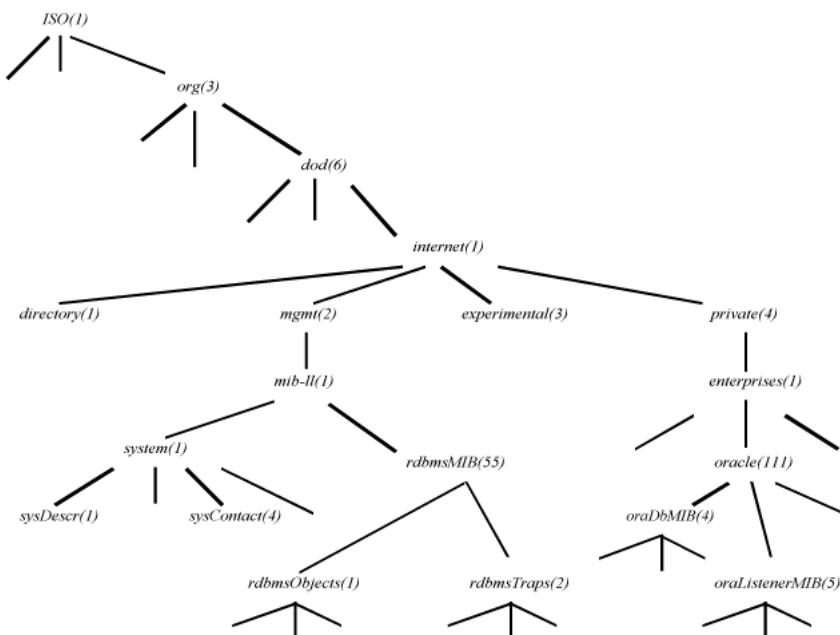 ISO(1)
org(3)
dod(6)
internet(1)
directory(1) mgmt(2) experimental(3) private(4)
mib-ll(1) enterprises(1)
system(1) rdbmsMIB(55) oracle(111)
sysDescr(1) sysContact(4) oraDbMIB(4)
rdbmsObjects(1) rdbmsTraps(2) oraListenerMIB(5)